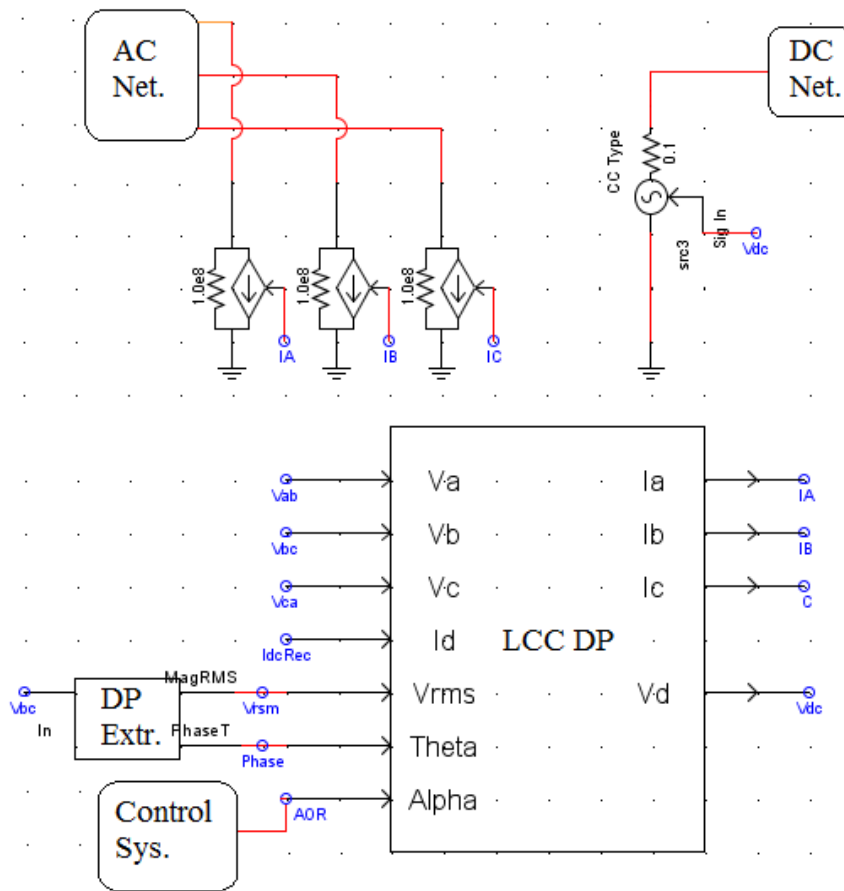 AC
Net.
DC
Net.
CC Type
0.1
Sig In
src3
Vdc
1.0e8
1.0e8
1.0e8
IA
IB
IC
Vab
Va
Ia
IA
Vbc
Vb
Ib
IB
Vca
Vc
Ic
C
IdcRec
Id
LCC DP
MagRMS
Vbc
In
DP
Extr.
Vrsm
Vrms
Vd
Vdc
PhaseT
Phase
Theta
Control
Sys.
AOR
Alpha